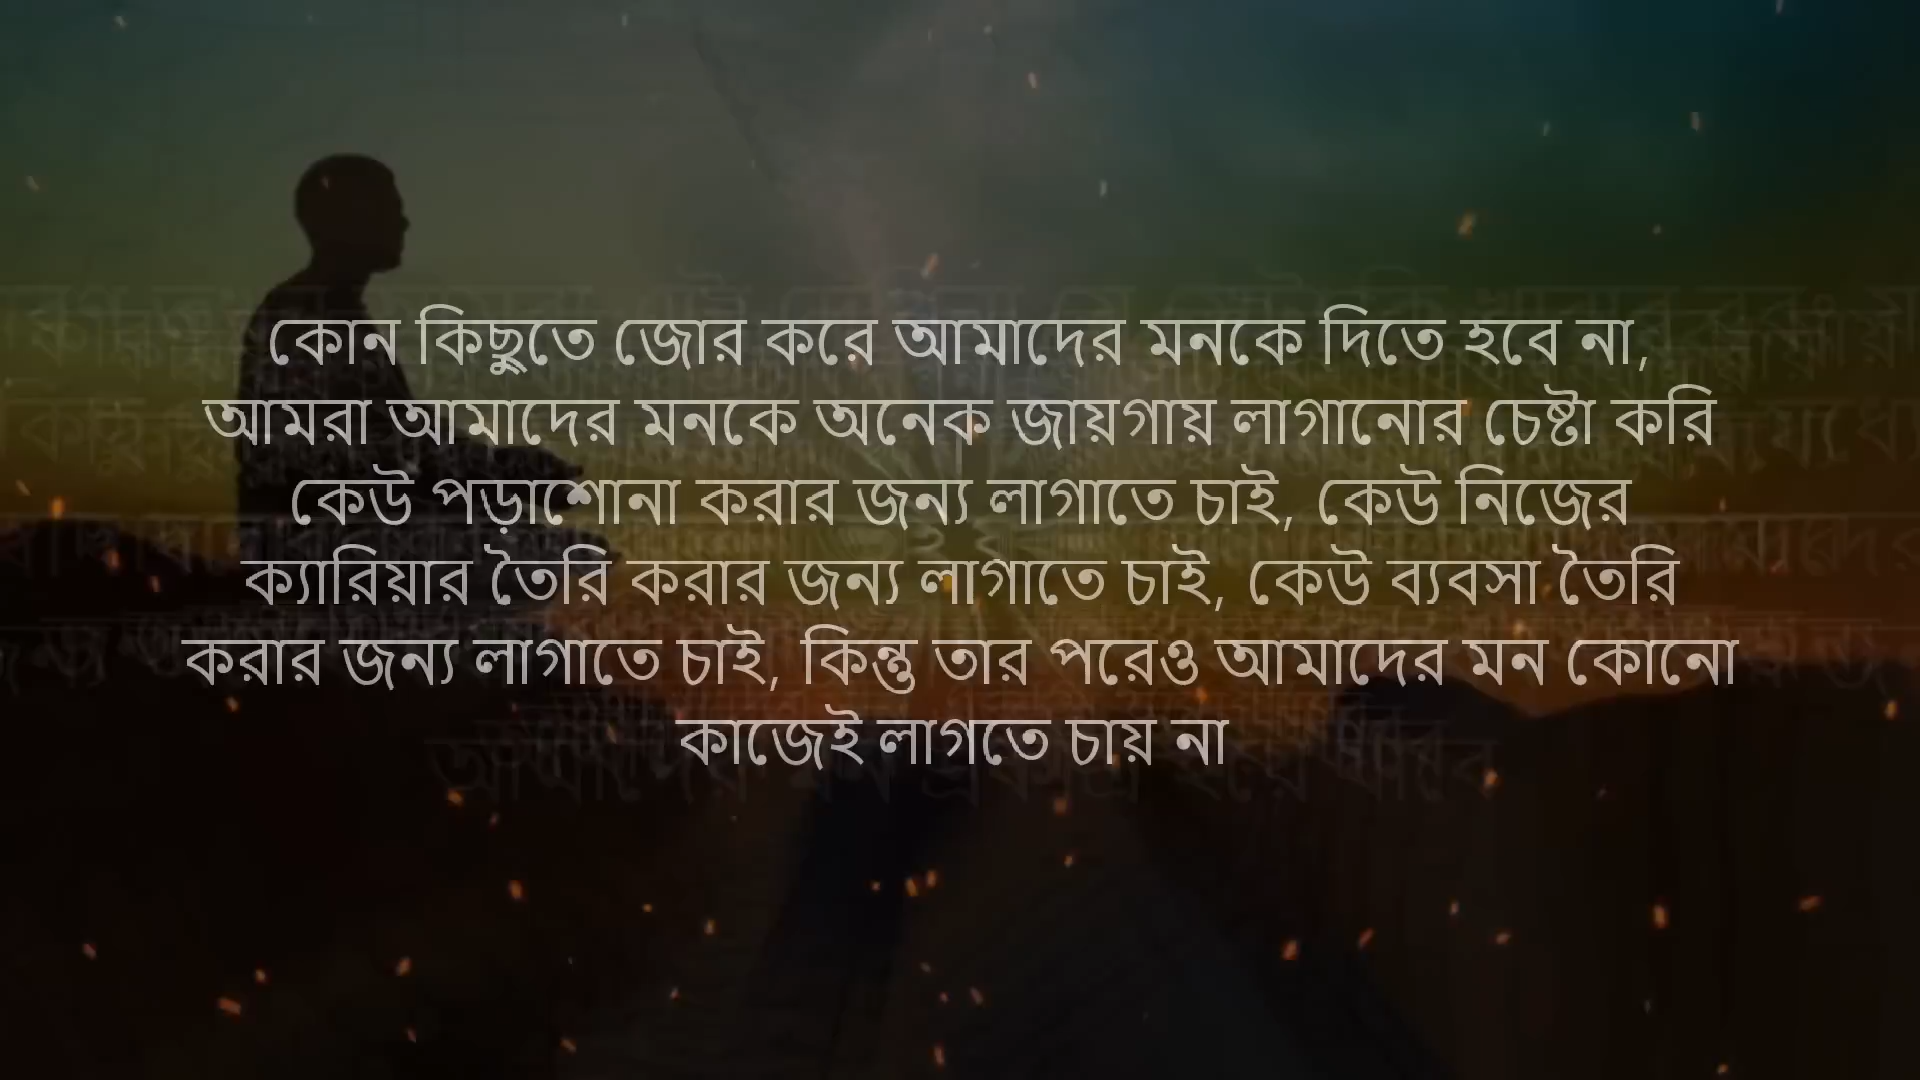 কোন কিছুতে জোর করে আমাদের মনকে দিতে হবে না,
আমরা আমাদের মনকে অনেক জায়গায় লাগানোর চেষ্টা করি
কেউ পড়াশোনা করার জন্য লাগাতে চাই, কেউ নিজের
ক্যারিয়ার তৈরি করার জন্য লাগাতে চাই, কেউ ব্যবসা তৈরি
করার জন্য লাগাতে চাই, কিন্তু তার পরেও আমাদের মন কোনো
কাজেই লাগতে চায় না